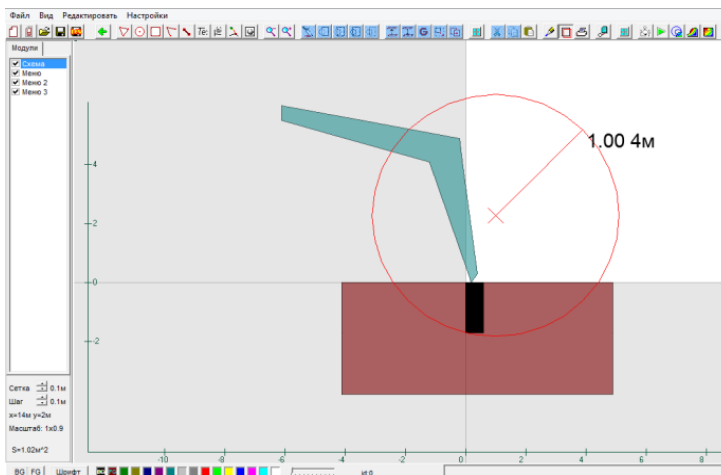 Файл Вид Редактировать Настройки
Модули
Схема
Меню
Меню 2
Меню 3
1.00 4м
4
2
0
-2
Сетка 0.1м
Шаг 0.1м
x=14м y=2м
Масштаб: 1x0.9
S=1.02м^2
-10 -8 -6 -4 -2 0 2 4 6 8
BG FG Шрифт